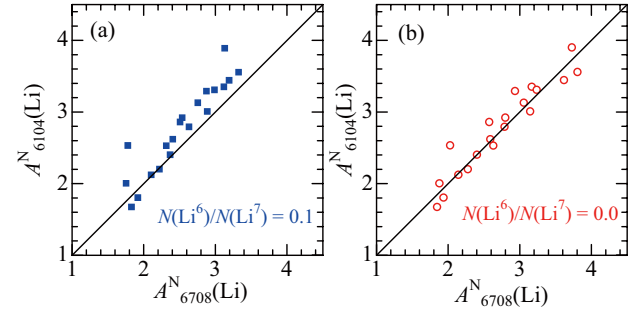 (a)
4
3
2
1
A^N_6104(Li)
N(Li^6)/N(Li^7) = 0.1
1 2 3 4
A^N_6708(Li)
(b)
4
3
2
1
A^N_6104(Li)
N(Li^6)/N(Li^7) = 0.0
1 2 3 4
A^N_6708(Li)